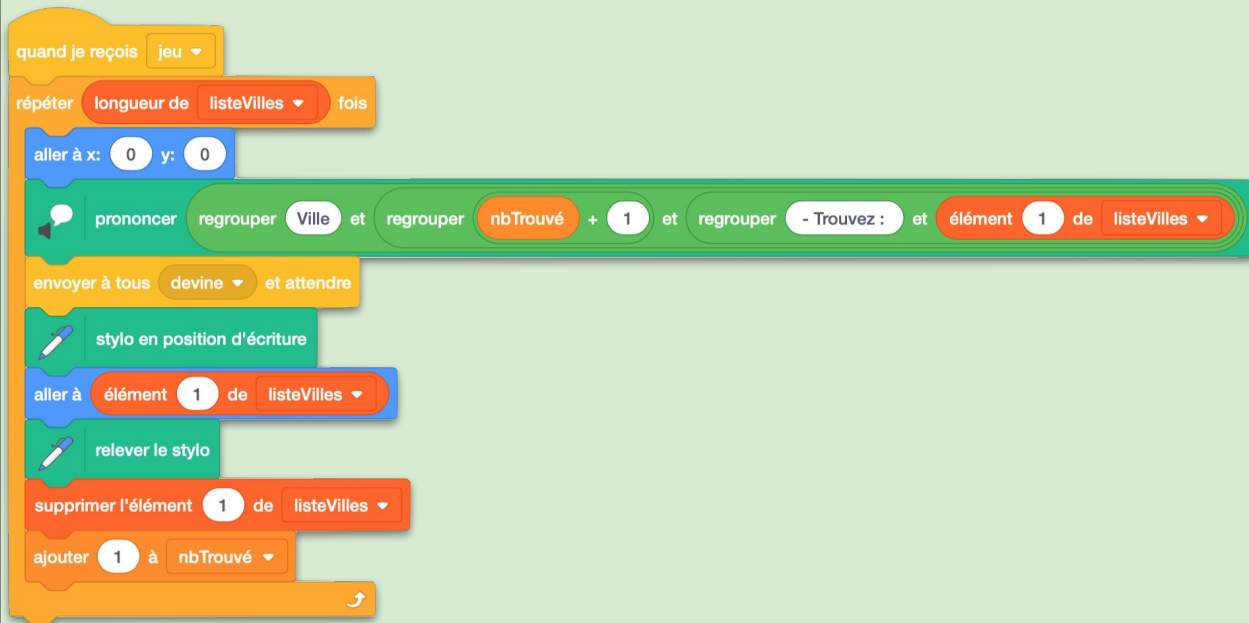 quand je reçois jeu
répéter longueur de listeVilles fois
aller à x: 0 y: 0
prononcer regrouper Ville et regrouper nbTrouvé + 1 et regrouper - Trouvez : et élément 1 de listeVilles
envoyer à tous devine et attendre
stylo en position d'écriture
aller à élément 1 de listeVilles
relever le stylo
supprimer l'élément 1 de listeVilles
ajouter 1 à nbTrouvé